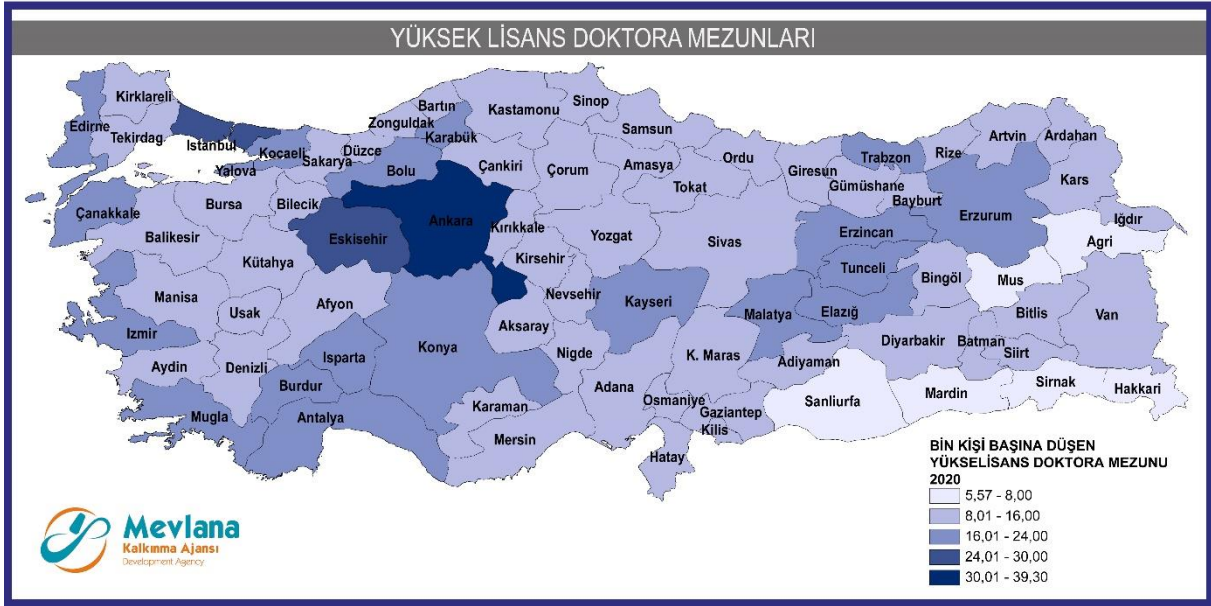 YÜKSEK LİSANS DOKTORA MEZUNLARI
Kirklareli
Edirne
Tekirdag
Istanbul
Kocaeli
Yalova
Sakarya
Düzce
Zonguldak
Bartın
Karabük
Kastamonu
Sinop
Samsun
Çankiri
Çorum
Amasya
Ordu
Tokat
Giresun
Gümüshane
Trabzon
Bayburt
Rize
Artvin
Ardahan
Kars
Iğdır
Agri
Erzurum
Bolu
Bilecik
Bursa
Çanakkale
Balikesir
Kütahya
Eskisehir
Ankara
Kırıkkale
Kirsehir
Yozgat
Sivas
Erzincan
Tunceli
Bingöl
Mus
Bitlis
Van
Manisa
Usak
Afyon
Nevsehir
Kayseri
Malatya
Elazığ
Izmir
Aydin
Denizli
Isparta
Burdur
Konya
Aksaray
Nigde
K. Maras
Adiyaman
Diyarbakir
Batman
Siirt
Sirnak
Hakkari
Mugla
Antalya
Karaman
Mersin
Adana
Osmaniye
Gaziantep
Kilis
Hatay
Sanliurfa
Mardin
BİN KİŞİ BAŞINA DÜŞEN
YÜKSELİSANS DOKTORA MEZUNU
2020
5,57 - 8,00
8,01 - 16,00
16,01 - 24,00
24,01 - 30,00
30,01 - 39,30
Mevlana
Kalkınma Ajansı
Development Agency